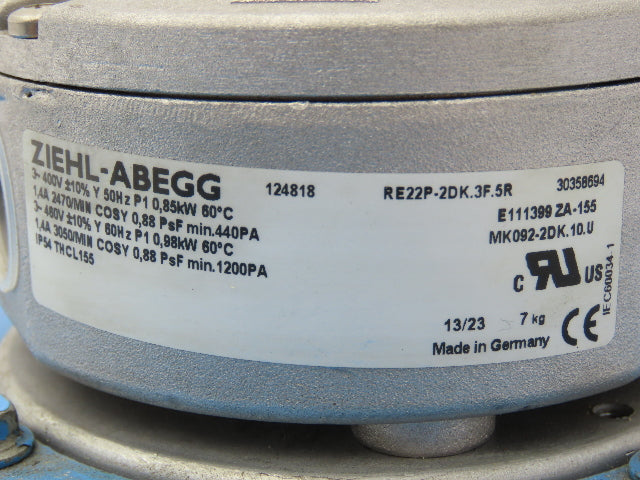 ZIEHL-ABEGG 124818 RE22P-2DK.3F.5R 30358694
3~ 400V ±10% Y 50Hz P1 0,85kW 60°C
1,4A 2470/MIN COSY 0,88 PsF min.440PA
3~ 460V ±10% Y 60Hz P1 0,98kW 60°C
1,4A 3050/MIN COSY 0,88 PsF min.1200PA
IP54 THCL155
E111399 ZA-155
MK092-2DK.10.U
C RU US
IEC60034-1
13/23 7 kg CE
Made in Germany